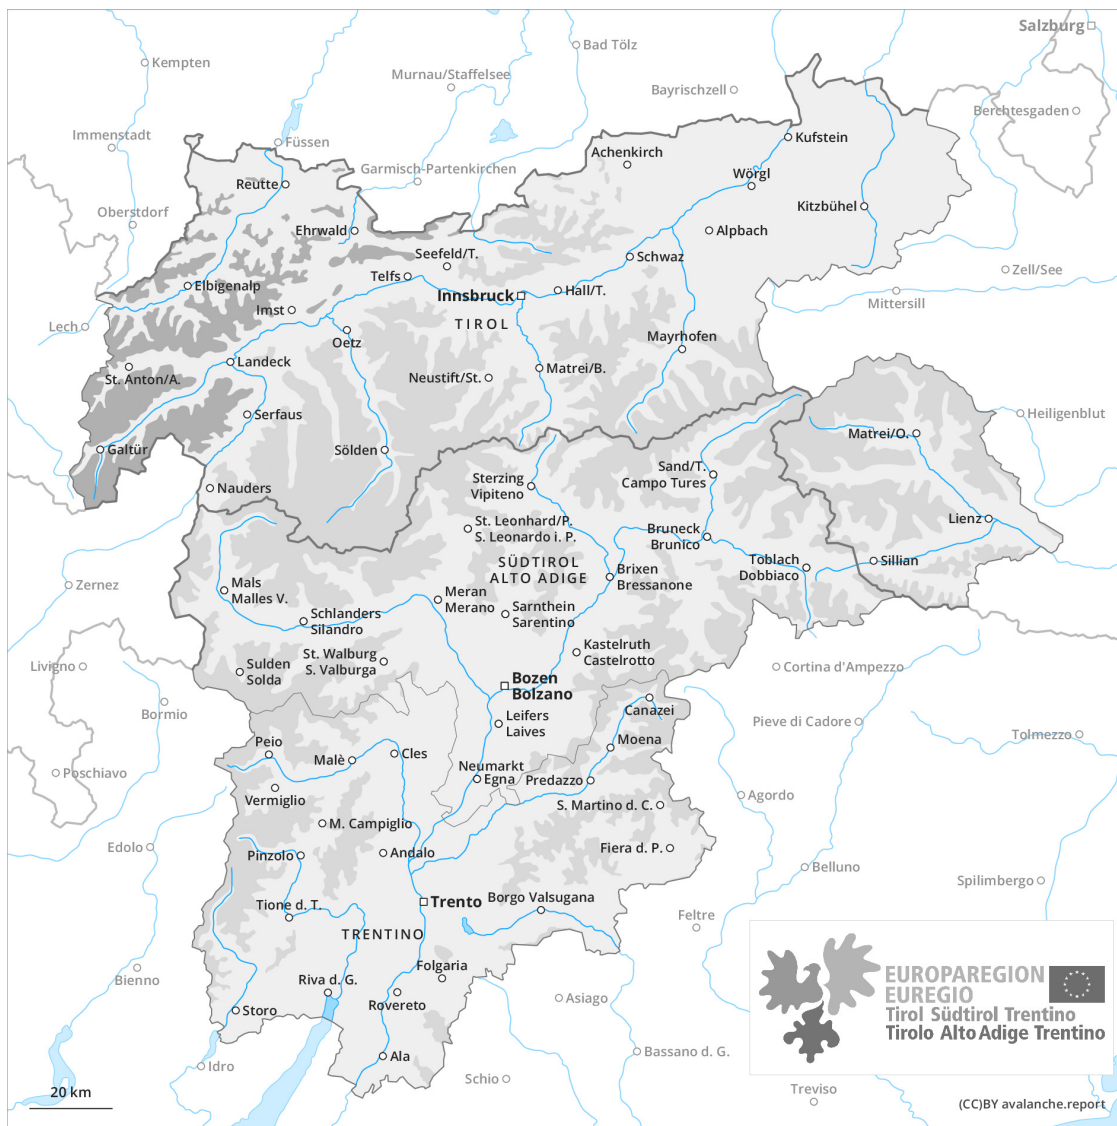 Salzburg
Bad Tölz
Kempten
Murnau/Staffelsee
Bayrischzell
Berchtesgaden
Immenstadt
Füssen
Kufstein
Achenkirch
Garmisch-Partenkirchen
Wörgl
Reutte
Oberstdorf
Kitzbühel
Ehrwald
Alpbach
Seefeld/T.
Schwaz
Zell/See
Telfs
Elbigenalp
Hall/T.
Innsbruck
Mittersill
Imst
TIROL
Lech
Oetz
Mayrhofen
Landeck
Matrei/B.
St. Anton/A.
Neustift/St.
Serfaus
Heiligenblut
Matrei/O.
Galtür
Sölden
Sand/T.
Campo Tures
Sterzing
Vipiteno
Nauders
Lienz
St. Leonhard/P.
S. Leonardo i. P.
Bruneck
Brunico
SÜDTIROL
ALTO ADIGE
Toblach
Dobbiaco
Sillian
Brixen
Bressanone
Zernez
Mals
Malles V.
Meran
Merano
Schlanders
Silandro
Sarnthein
Sarentino
Kastelruth
Castelrotto
St. Walburg
S. Valburga
Livigno
Sulden
Solda
Cortina d'Ampezzo
Bozen
Bolzano
Bormio
Canazei
Leifers
Laives
Pieve di Cadore
Tolmezzo
Moena
Peio
Malè
Cles
Poschiavo
Neumarkt
Egna
Predazzo
Vermiglio
Agordo
S. Martino d. C.
M. Campiglio
Edolo
Pinzolo
Andalo
Fiera d. P.
Belluno
Spilimbergo
Trento
Borgo Valsugana
Tione d. T.
Feltre
TRENTINO
Folgaria
Bienno
Riva d. G.
Rovereto
Asiago
Storo
EUROPAREGION
EUREGIO
Tirol Südtirol Trentino
Tirolo Alto Adige Trentino
Ala
Bassano d. G.
Idro
Schio
Treviso
20 km
(CC)BY avalanche.report